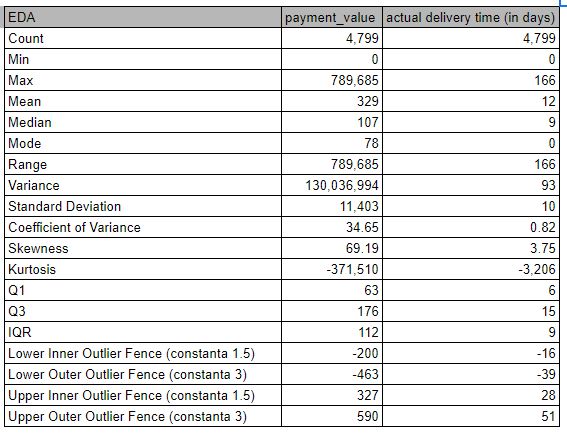 EDA payment_value actual delivery time (in days)
Count 4,799 4,799
Min 0 0
Max 789,685 166
Mean 329 12
Median 107 9
Mode 78 0
Range 789,685 166
Variance 130,036,994 93
Standard Deviation 11,403 10
Coefficient of Variance 34.65 0.82
Skewness 69.19 3.75
Kurtosis -371,510 -3,206
Q1 63 6
Q3 176 15
IQR 112 9
Lower Inner Outlier Fence (constanta 1.5) -200 -16
Lower Outer Outlier Fence (constanta 3) -463 -39
Upper Inner Outlier Fence (constanta 1.5) 327 28
Upper Outer Outlier Fence (constanta 3) 590 51